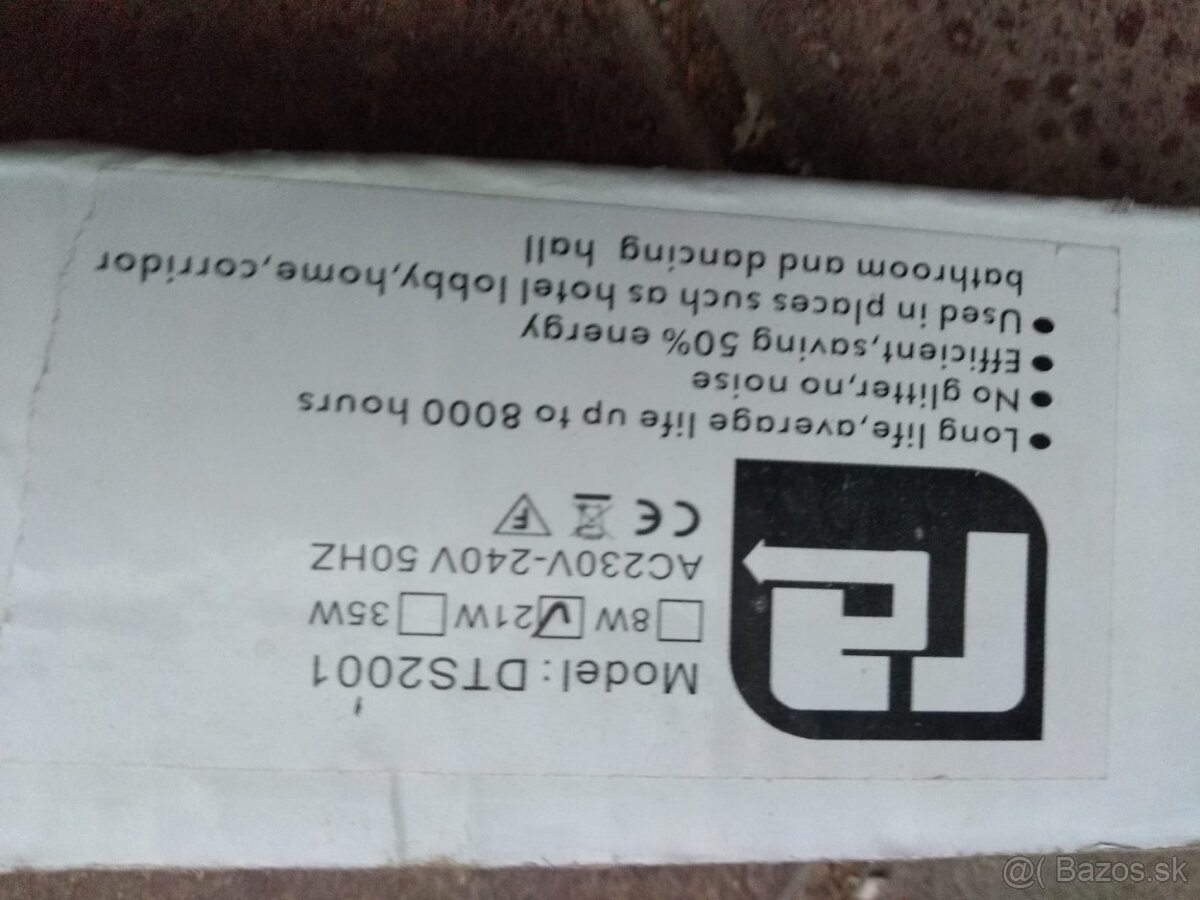 Model:DTS2001
8W 21W 35W
AC230V-240V 50HZ
CE F
Long life,average life up to 8000 hours
No glitter,no noise
Efficient,saving 50% energy
Used in places such as hotel lobby,home,corridor
bathroom and dancing hall
@( Bazos.sk